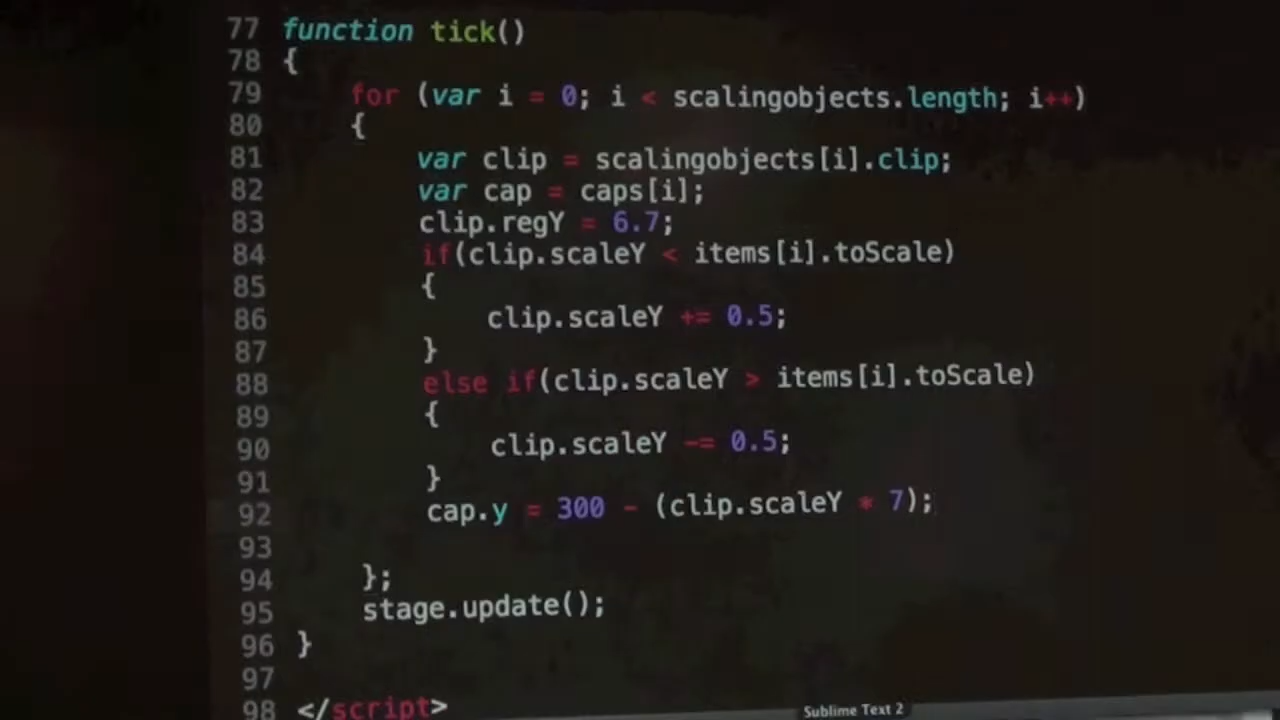 77 function tick()
78 {
79 for (var i = 0; i < scalingobjects.length; i++)
80 {
81 var clip = scalingobjects[i].clip;
82 var cap = caps[i];
83 clip.regY = 6.7;
84 if(clip.scaleY < items[i].toScale)
85 {
86 clip.scaleY += 0.5;
87 }
88 else if(clip.scaleY > items[i].toScale)
89 {
90 clip.scaleY -= 0.5;
91 }
92 cap.y = 300 - (clip.scaleY * 7);
93
94 };
95 stage.update();
96 }
97
98 </script>
Sublime Text 2